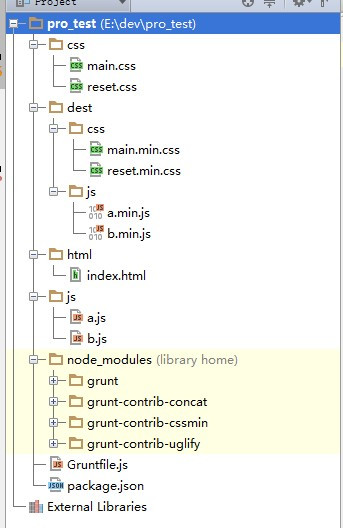 Project
pro_test (E:\dev\pro_test)
css
main.css
reset.css
dest
css
main.min.css
reset.min.css
js
a.min.js
b.min.js
html
index.html
js
a.js
b.js
node_modules (library home)
grunt
grunt-contrib-concat
grunt-contrib-cssmin
grunt-contrib-uglify
Gruntfile.js
package.json
External Libraries